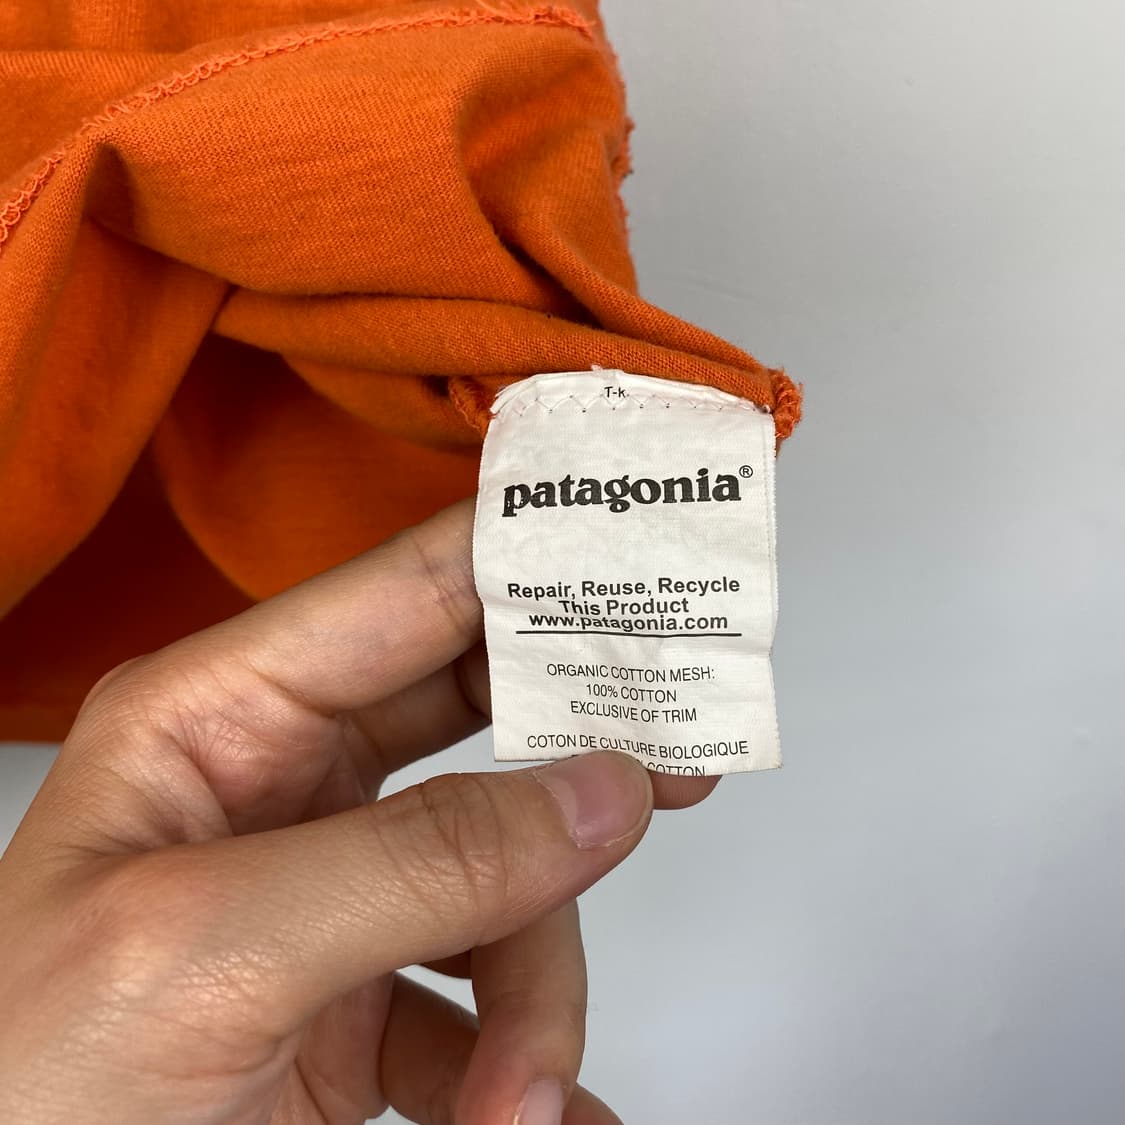 T-K
patagonia®
Repair, Reuse, Recycle
This Product
www.patagonia.com
ORGANIC COTTON MESH:
100% COTTON
EXCLUSIVE OF TRIM
COTON DE CULTURE BIOLOGIQUE
COTTON